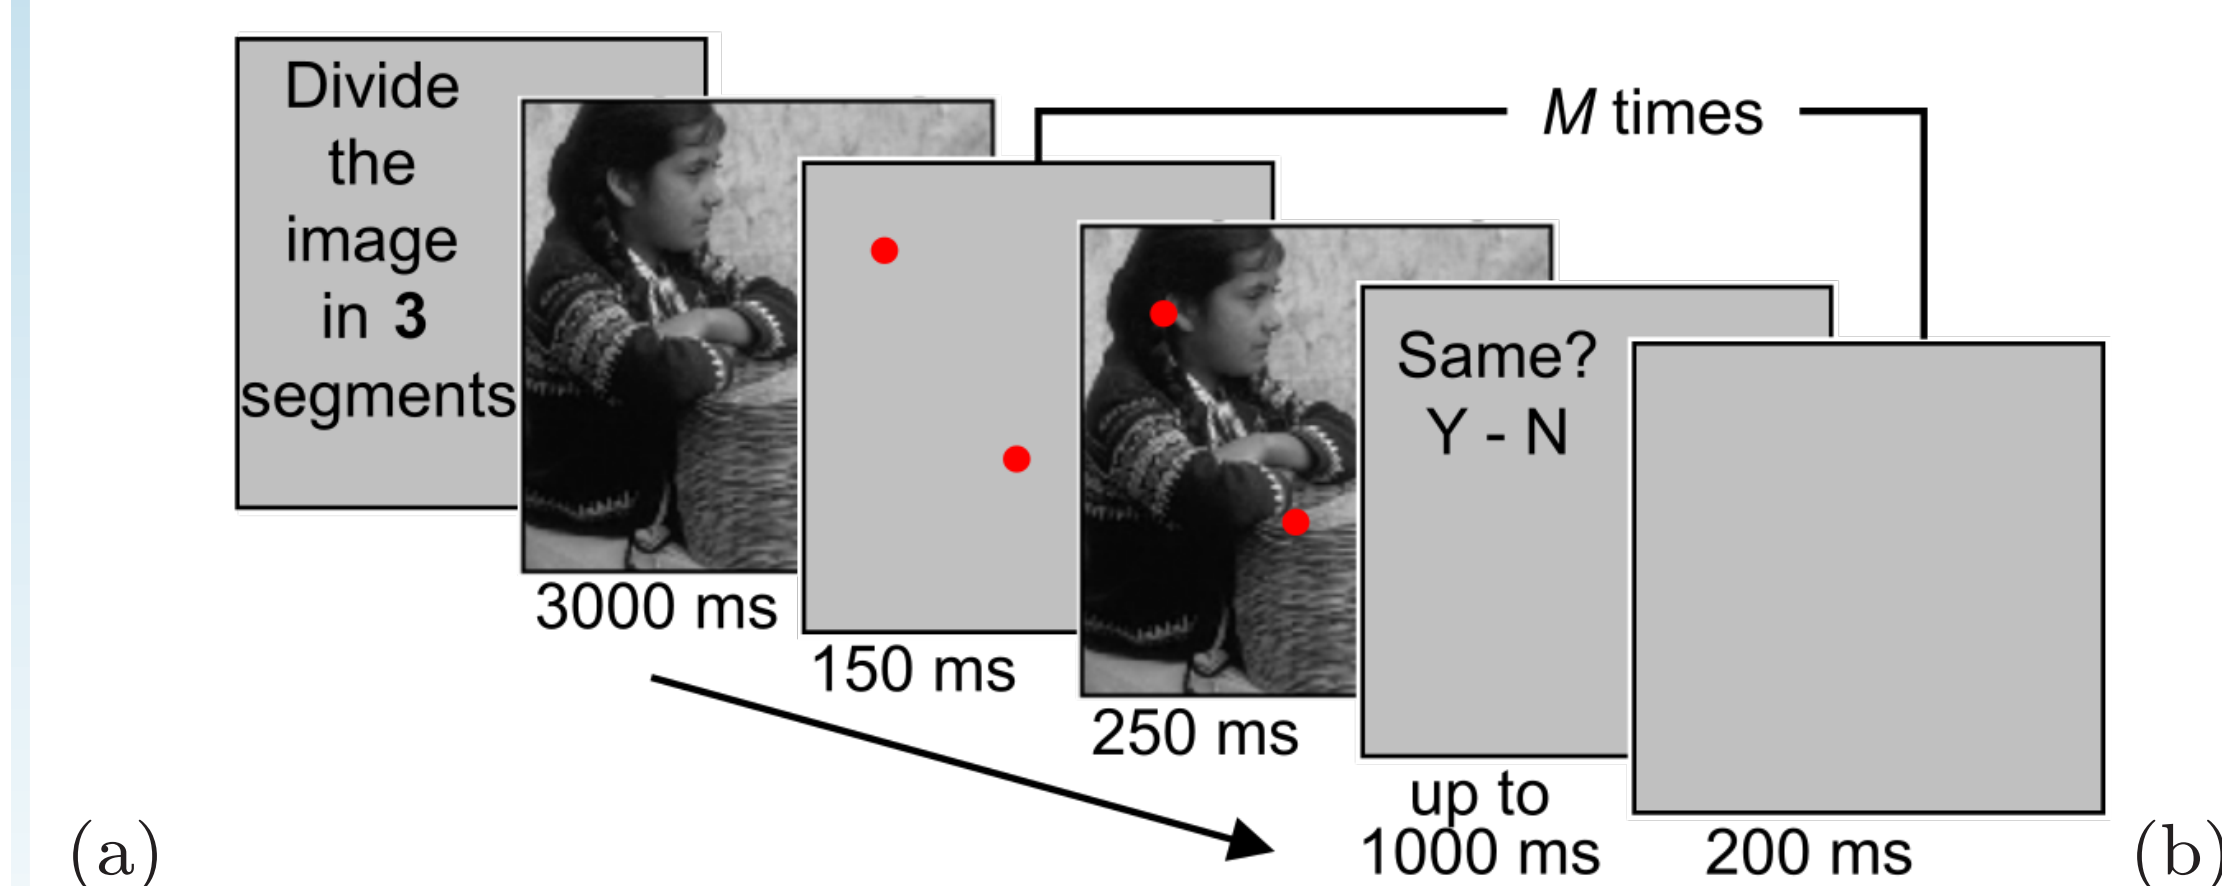 Divide
the
image
in 3
segments
3000 ms
150 ms
250 ms
M times
Same?
Y - N
up to
1000 ms
200 ms
(a)
(b)